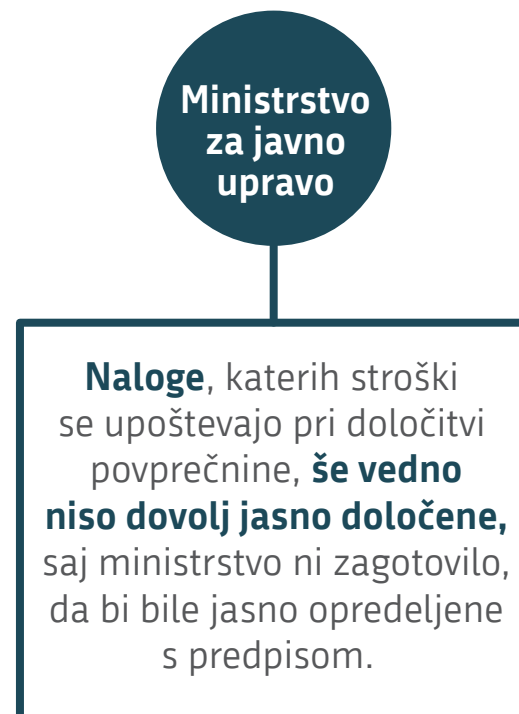 Ministrstvo
za javno
upravo
Naloge, katerih stroški
se upoštevajo pri določitvi
povprečnine, še vedno
niso dovolj jasno določene,
saj ministrstvo ni zagotovilo,
da bi bile jasno opredeljene
s predpisom.